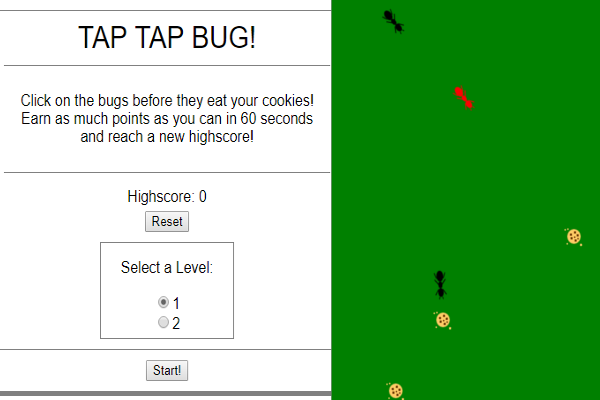 TAP TAP BUG!
Click on the bugs before they eat your cookies!
Earn as much points as you can in 60 seconds
and reach a new highscore!
Highscore: 0
Reset
Select a Level:
1
2
Start!